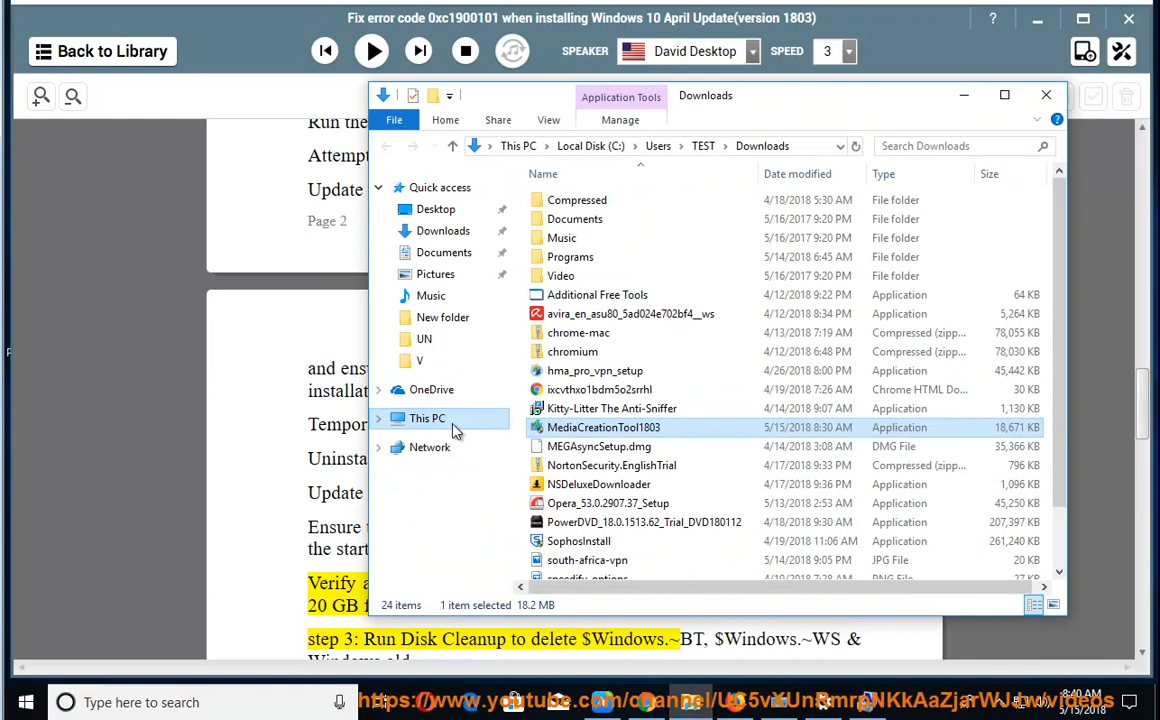 Fix error code 0xc1900101 when installing Windows 10 April Update(version 1803)
Back to Library
SPEAKER
David Desktop
SPEED
3
Run the
Attempt
Update
Page 2
and ens
installat
Tempor
Uninsta
Update
Ensure
the start
Verify a
20 GB f
step 3: Run Disk Cleanup to delete $Windows.~BT, $Windows.~WS &
Application Tools
Downloads
File
Home
Share
View
Manage
This PC
Local Disk (C:)
Users
TEST
Downloads
Search Downloads
Quick access
Desktop
Downloads
Documents
Pictures
Music
New folder
UN
V
OneDrive
This PC
Network
Name Date modified Type Size
Compressed 4/18/2018 5:30 AM File folder
Documents 5/16/2017 9:20 PM File folder
Music 5/16/2017 9:20 PM File folder
Programs 5/14/2018 6:45 AM File folder
Video 5/16/2017 9:20 PM File folder
Additional Free Tools 4/12/2018 9:22 PM Application 64 KB
avira_en_asu80_5ad024e702bf4__ws 4/12/2018 8:34 PM Application 5,264 KB
chrome-mac 4/13/2018 7:19 AM Compressed (zipp... 78,055 KB
chromium 4/12/2018 6:48 PM Compressed (zipp... 78,030 KB
hma_pro_vpn_setup 4/26/2018 8:00 PM Application 45,442 KB
ixcvthxo1bdm5o2srrhl 4/19/2018 7:26 AM Chrome HTML Do... 30 KB
Kitty-Litter The Anti-Sniffer 4/14/2018 9:07 AM Application 1,130 KB
MediaCreationTool1803 5/15/2018 8:30 AM Application 18,671 KB
MEGAsyncSetup.dmg 4/14/2018 3:08 AM DMG File 35,366 KB
NortonSecurity.EnglishTrial 4/17/2018 9:33 PM Compressed (zipp... 796 KB
NSDeluxeDownloader 4/17/2018 9:36 PM Application 1,096 KB
Opera_53.0.2907.37_Setup 5/13/2018 2:53 AM Application 45,250 KB
PowerDVD_18.0.1513.62_Trial_DVD180112 4/18/2018 9:30 AM Application 207,397 KB
SophosInstall 4/19/2018 11:06 AM Application 261,240 KB
south-africa-vpn 5/14/2018 9:05 PM JPG File 20 KB
24 items 1 item selected 18.2 MB
Type here to search
8:40 AM
5/15/2018